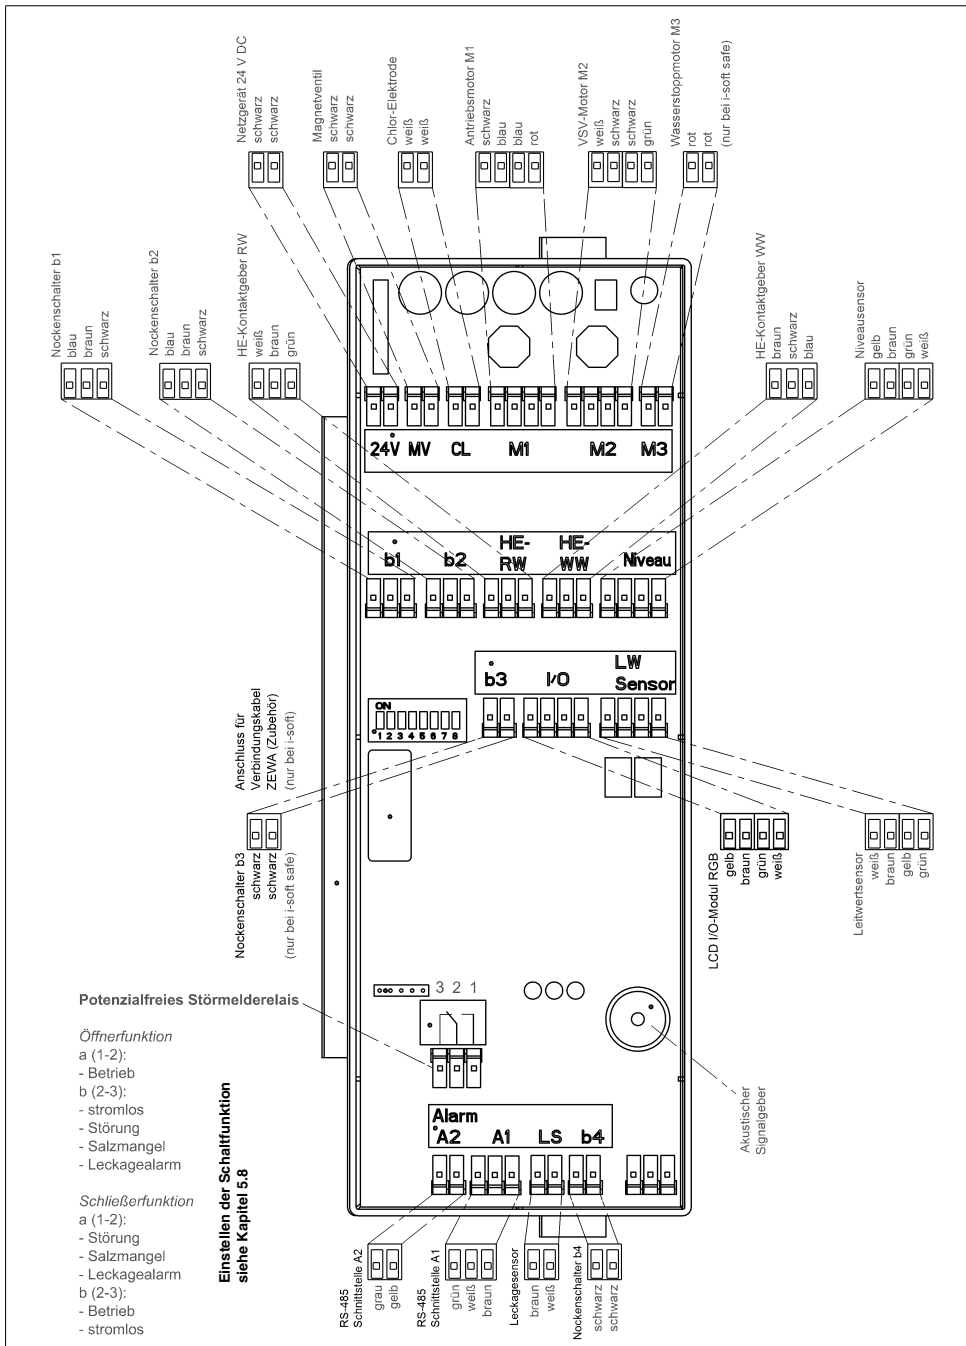 Netzgerät 24 V DC
schwarz
schwarz
Magnetventil
schwarz
schwarz
Chlor-Elektrode
weiß
weiß
Antriebsmotor M1
schwarz
blau
blau
rot
VSV-Motor M2
weiß
schwarz
schwarz
grün
Wasserstoppmotor M3
rot
rot
(nur bei i-soft safe)
Nockenschalter b1
blau
braun
schwarz
Nockenschalter b2
blau
braun
schwarz
HE-Kontaktgeber RW
weiß
braun
grün
HE-Kontaktgeber WW
braun
schwarz
blau
Niveausensor
gelb
braun
grün
weiß
24V MV CL M1 M2 M3
b1 b2 HE-RW HE-WW Niveau
b3 I/O LW Sensor
ON
1 2 3 4 5 6 7 8
Anschluss für
Verbindungskabel
ZEWA (Zubehör)
(nur bei i-soft)
Nockenschalter b3
schwarz
schwarz
(nur bei i-soft safe)
LCD I/O-Modul RGB
gelb
braun
grün
weiß
Leitwertsensor
weiß
braun
gelb
grün
3 2 1
Potenzialfreies Störmelderelais
Öffnerfunktion
a (1-2):
- Betrieb
b (2-3):
- stromlos
- Störung
- Salzmangel
- Leckagealarm
Schließerfunktion
a (1-2):
- Störung
- Salzmangel
- Leckagealarm
b (2-3):
- Betrieb
- stromlos
Einstellen der Schaltfunktion
siehe Kapitel 5.8
Akustischer
Signalgeber
Alarm
A2 A1 LS b4
RS-485
Schnittstelle A2
grau
gelb
RS-485
Schnittstelle A1
grün
weiß
braun
Leckagesensor
braun
weiß
Nockenschalter b4
schwarz
schwarz